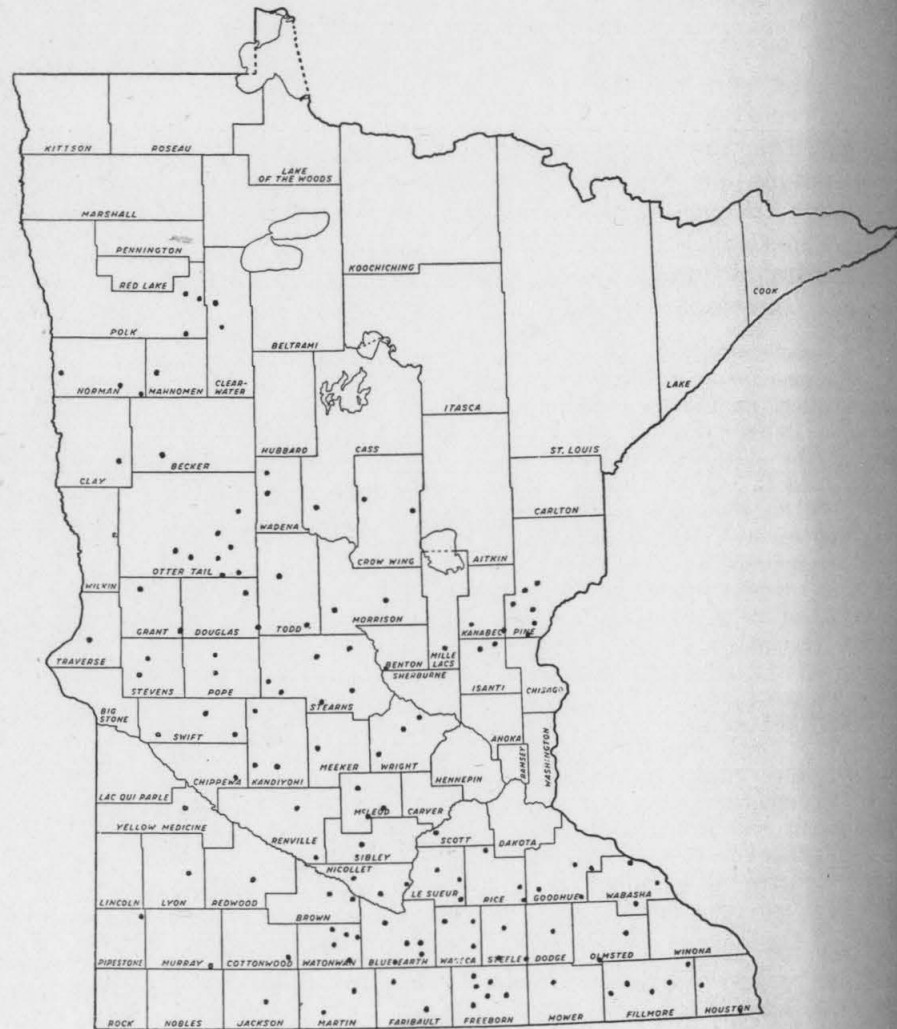 KITTSON
ROSEAU
LAKE
OF THE WOODS
MARSHALL
PENNINGTON
RED LAKE
KOOCHICHING
COOK
POLK
BELTRAMI
LAKE
NORMAN
MAHNOMEN
CLEAR-
WATER
ITASCA
HUBBARD
CASS
ST. LOUIS
BECKER
CLAY
WADENA
CARLTON
CROW WING
AITKIN
OTTER TAIL
WILKIN
GRANT
DOUGLAS
TODD
MORRISON
KANABEC
PINE
MILLE
LACS
BENTON
TRAVERSE
SHERBURNE
ISANTI
CHISAGO
STEVENS
POPE
STEARNS
BIG
STONE
SWIFT
ANOKA
RAMSEY
WASHINGTON
MEEKER
WRIGHT
HENNEPIN
CHIPPEWA
KANDIYOHI
LAC QUI PARLE
McLEOD
CARVER
YELLOW MEDICINE
RENVILLE
SCOTT
DAKOTA
SIBLEY
NICOLLET
LINCOLN
LYON
REDWOOD
LE SUEUR
RICE
GOODHUE
WABASHA
BROWN
PIPESTONE
MURRAY
COTTONWOOD
WATONWAN
BLUE EARTH
WASECA
STEELE
DODGE
OLMSTED
WINONA
ROCK
NOBLES
JACKSON
MARTIN
FARIBAULT
FREEBORN
MOWER
FILLMORE
HOUSTON